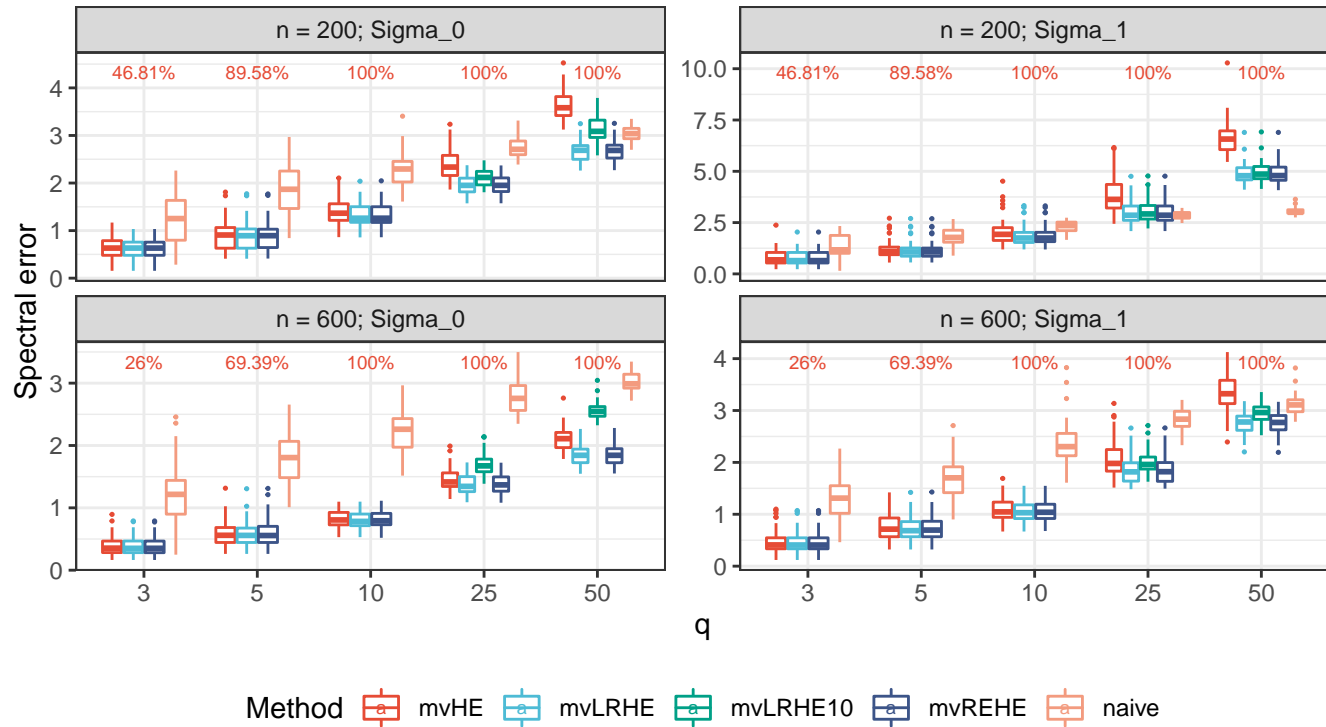 n = 200; Sigma_0
n = 200; Sigma_1
46.81% 89.58% 100% 100% 100%
46.81% 89.58% 100% 100% 100%
4
3
2
1
0
10.0
7.5
5.0
2.5
0.0
Spectral error
n = 600; Sigma_0
n = 600; Sigma_1
26% 69.39% 100% 100% 100%
26% 69.39% 100% 100% 100%
3
2
1
0
4
3
2
1
0
3 5 10 25 50
3 5 10 25 50
q
Method a mvHE a mvLRHE a mvLRHE10 a mvREHE a naive